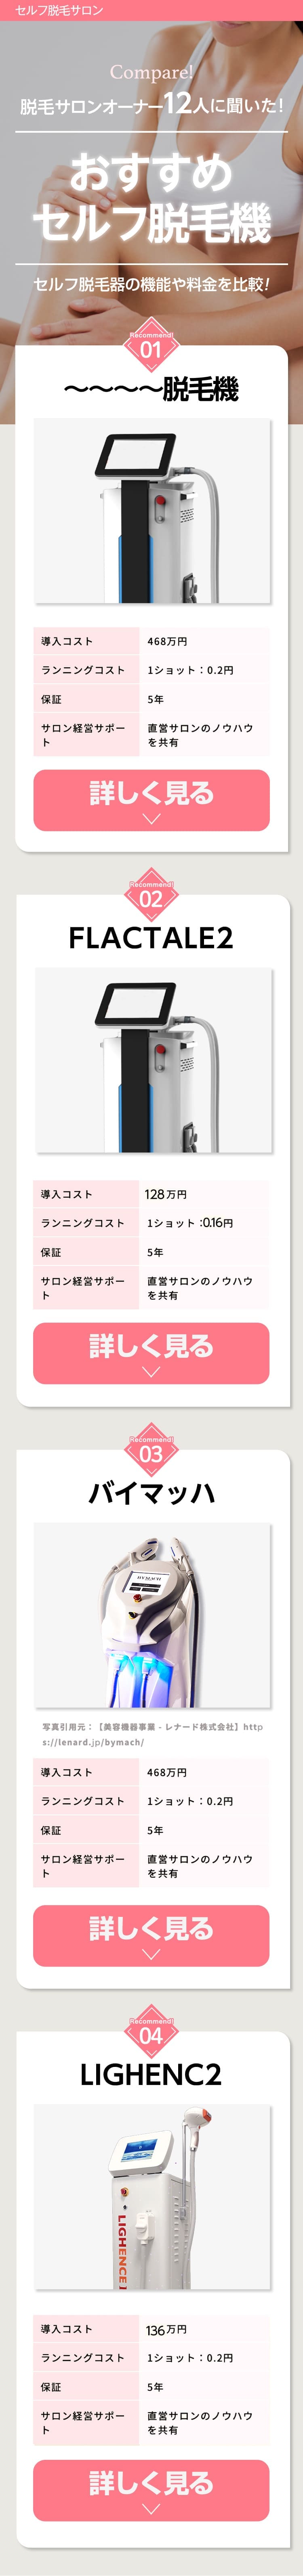 セルフ脱毛サロン
Compare!
脱毛サロンオーナー12人に聞いた!
おすすめ
セルフ脱毛機
セルフ脱毛器の機能や料金を比較!
Recommend!
01
〜〜〜〜脱毛機
導入コスト 468万円
ランニングコスト 1ショット：0.2円
保証 5年
サロン経営サポー 直営サロンのノウハウ
ト を共有
詳しく見る
Recommend!
02
FLACTALE2
導入コスト 128万円
ランニングコスト 1ショット：0.16円
保証 5年
サロン経営サポー 直営サロンのノウハウ
ト を共有
詳しく見る
Recommend!
03
バイマッハ
BYMACH
写真引用元：【美容機器事業 - レナード株式会社】http
s://lenard.jp/bymach/
導入コスト 468万円
ランニングコスト 1ショット：0.2円
保証 5年
サロン経営サポー 直営サロンのノウハウ
ト を共有
詳しく見る
Recommend!
04
LIGHENC2
LIGHENCE
導入コスト 136万円
ランニングコスト 1ショット：0.2円
保証 5年
サロン経営サポー 直営サロンのノウハウ
ト を共有
詳しく見る